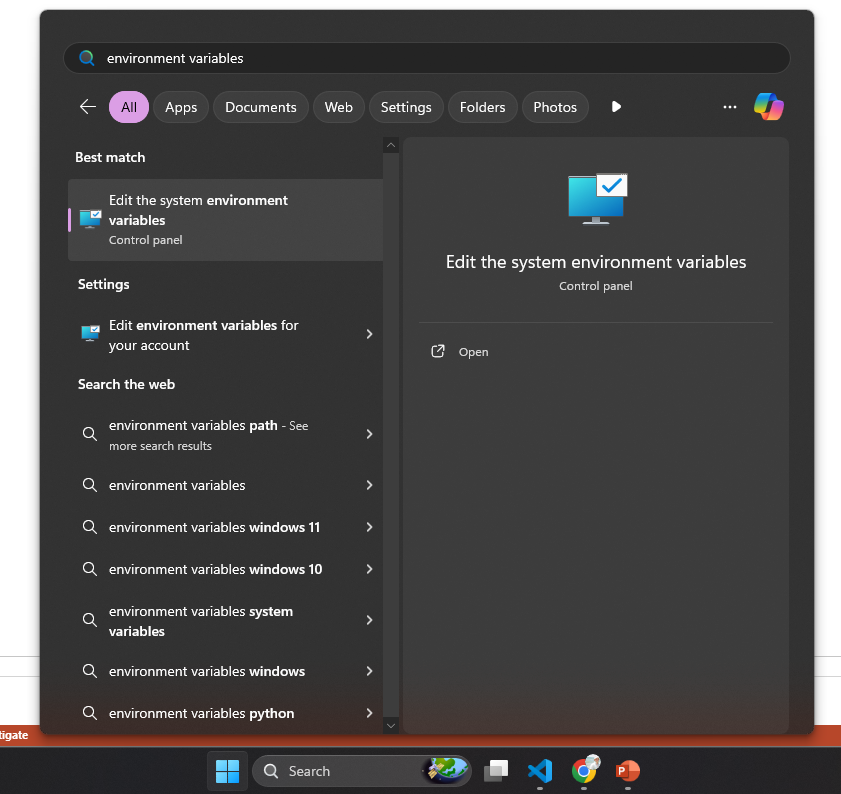 environment variables
All Apps Documents Web Settings Folders Photos
Best match
Edit the system environment
variables
Control panel
Settings
Edit environment variables for
your account
Search the web
environment variables path - See
more search results
environment variables
environment variables windows 11
environment variables windows 10
environment variables system
variables
environment variables windows
environment variables python
Edit the system environment variables
Control panel
Open
tigate
Search
P